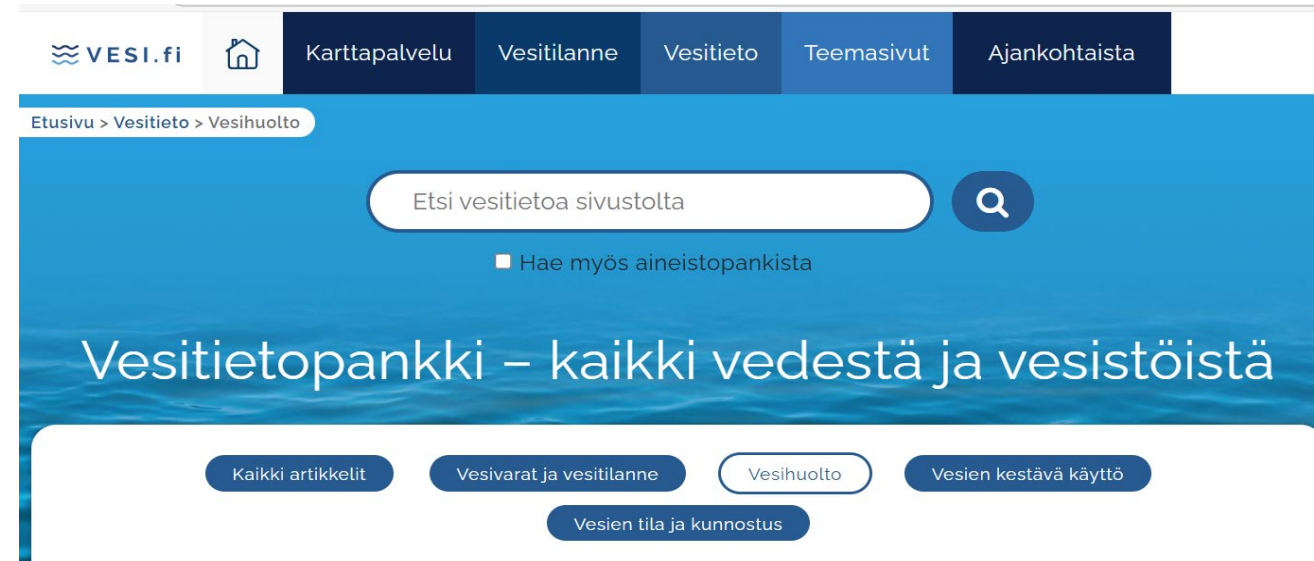 VESI.fi Karttapalvelu Vesitilanne Vesitieto Teemasivut Ajankohtaista
Etusivu > Vesitieto > Vesihuolto
Etsi vesitietoa sivustolta
Hae myös aineistopankista
Vesitietopankki – kaikki vedestä ja vesistöistä
Kaikki artikkelit Vesivarat ja vesitilanne Vesihuolto Vesien kestävä käyttö
Vesien tila ja kunnostus